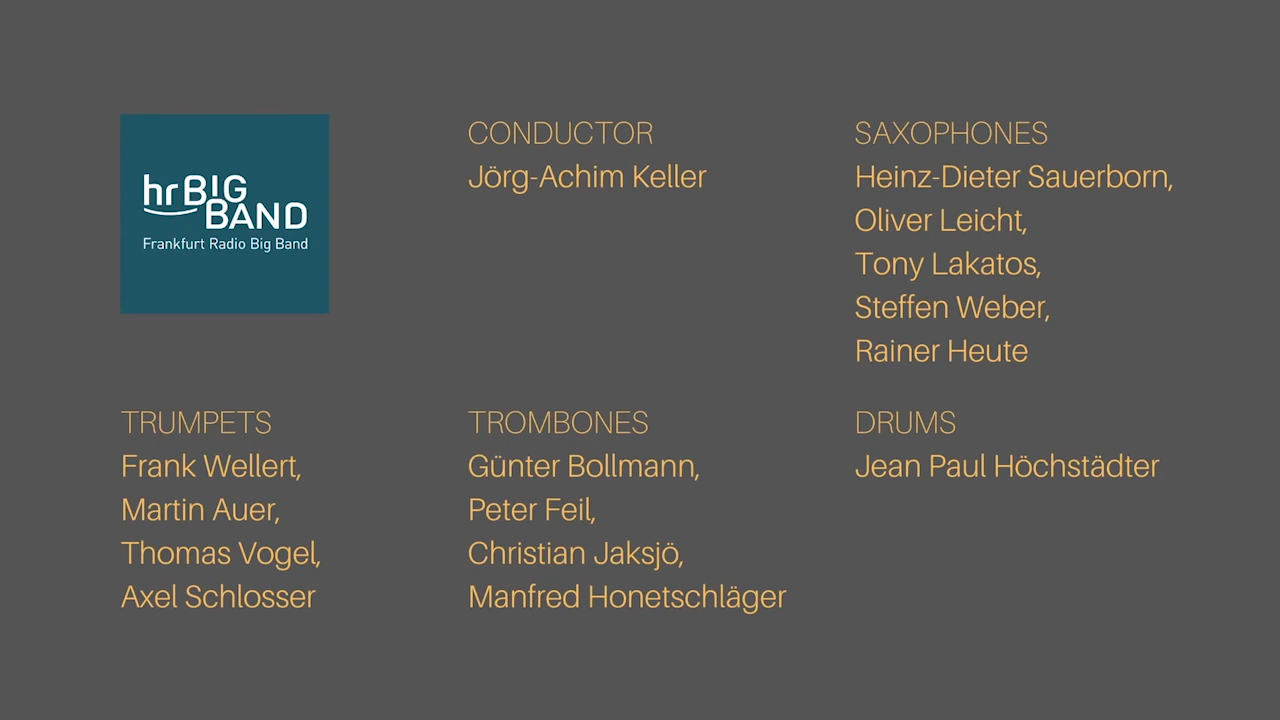 hr BIG
BAND
Frankfurt Radio Big Band
CONDUCTOR
Jörg-Achim Keller
SAXOPHONES
Heinz-Dieter Sauerborn,
Oliver Leicht,
Tony Lakatos,
Steffen Weber,
Rainer Heute
TRUMPETS
Frank Wellert,
Martin Auer,
Thomas Vogel,
Axel Schlosser
TROMBONES
Günter Bollmann,
Peter Feil,
Christian Jaksjö,
Manfred Honetschläger
DRUMS
Jean Paul Höchstädter